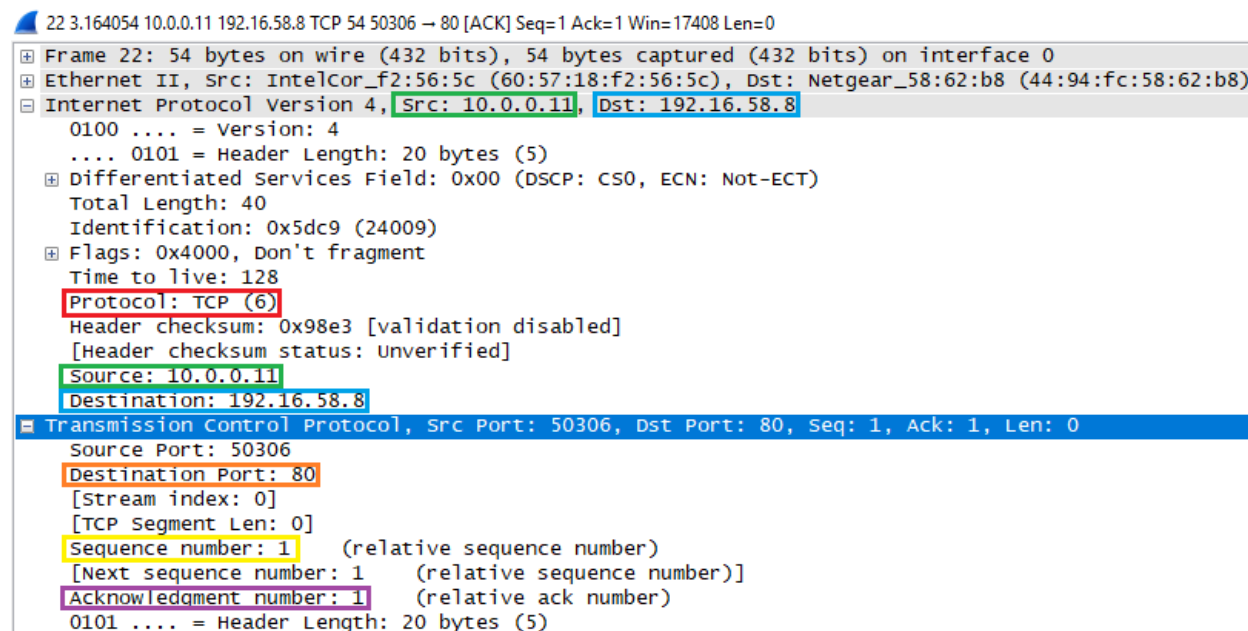 22 3.164054 10.0.0.11 192.16.58.8 TCP 54 50306 → 80 [ACK] Seq=1 Ack=1 Win=17408 Len=0
Frame 22: 54 bytes on wire (432 bits), 54 bytes captured (432 bits) on interface 0
Ethernet II, Src: IntelCor_f2:56:5c (60:57:18:f2:56:5c), Dst: Netgear_58:62:b8 (44:94:fc:58:62:b8)
Internet Protocol Version 4, Src: 10.0.0.11, Dst: 192.16.58.8
0100 .... = Version: 4
.... 0101 = Header Length: 20 bytes (5)
Differentiated Services Field: 0x00 (DSCP: CS0, ECN: Not-ECT)
Total Length: 40
Identification: 0x5dc9 (24009)
Flags: 0x4000, Don't fragment
Time to live: 128
Protocol: TCP (6)
Header checksum: 0x98e3 [validation disabled]
[Header checksum status: Unverified]
Source: 10.0.0.11
Destination: 192.16.58.8
Transmission Control Protocol, Src Port: 50306, Dst Port: 80, Seq: 1, Ack: 1, Len: 0
Source Port: 50306
Destination Port: 80
[Stream index: 0]
[TCP Segment Len: 0]
Sequence number: 1 (relative sequence number)
[Next sequence number: 1 (relative sequence number)]
Acknowledgment number: 1 (relative ack number)
0101 .... = Header Length: 20 bytes (5)